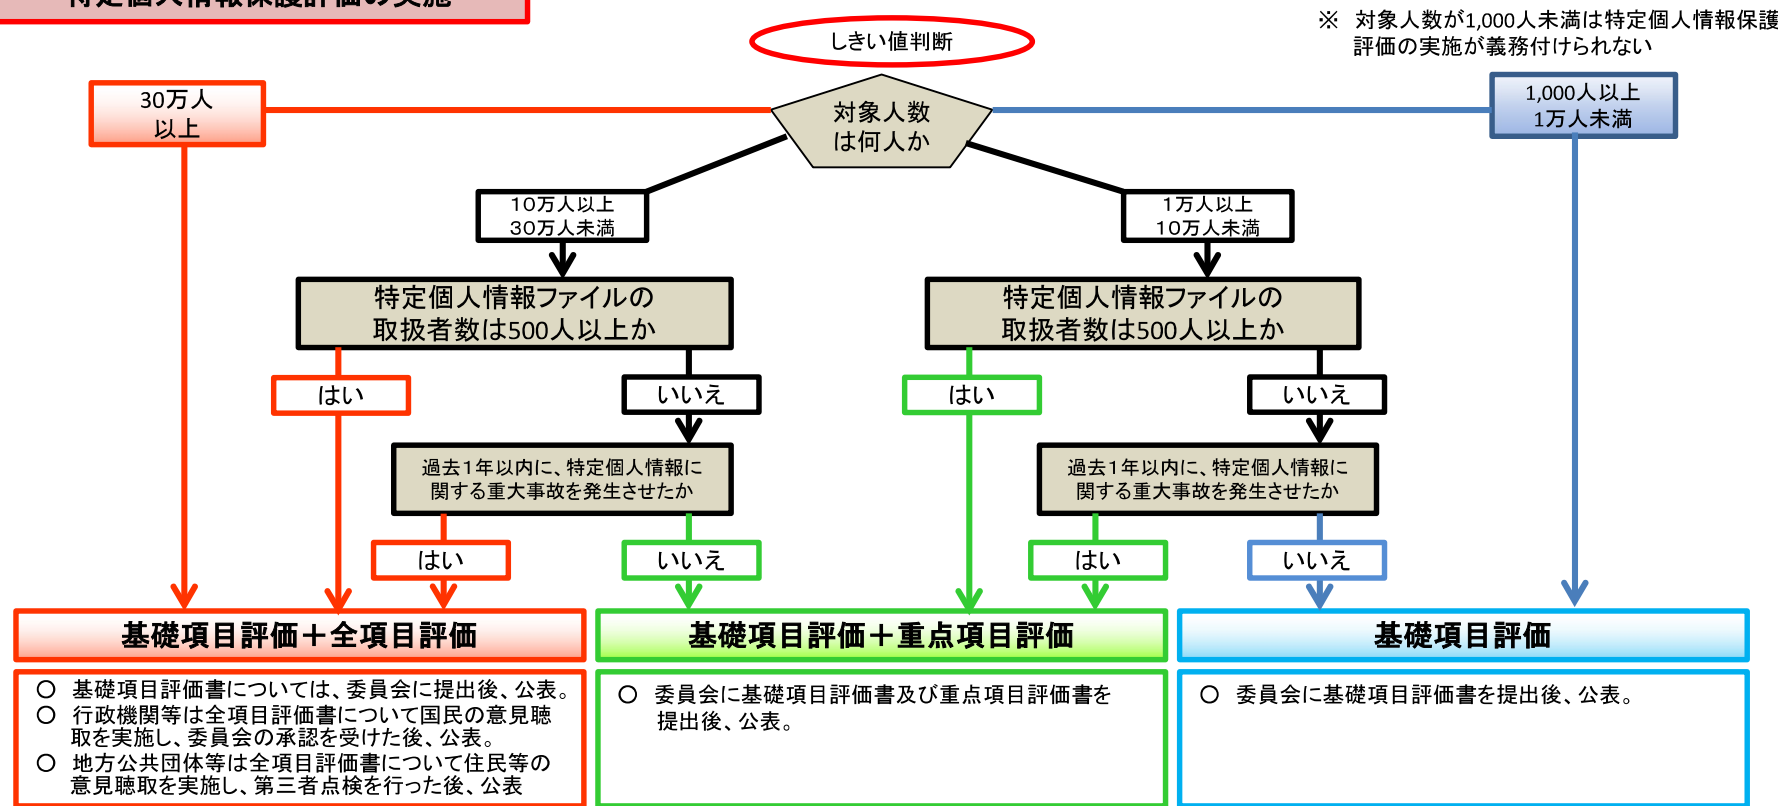 特定個人情報保護評価の実施
しきい値判断
※ 対象人数が1,000人未満は特定個人情報保護
評価の実施が義務付けられない
30万人
以上
対象人数
は何人か
1,000人以上
1万人未満
10万人以上
30万人未満
1万人以上
10万人未満
特定個人情報ファイルの
取扱者数は500人以上か
特定個人情報ファイルの
取扱者数は500人以上か
はい
いいえ
はい
いいえ
過去1年以内に、特定個人情報に
関する重大事故を発生させたか
過去1年以内に、特定個人情報に
関する重大事故を発生させたか
はい
いいえ
はい
いいえ
基礎項目評価＋全項目評価
基礎項目評価＋重点項目評価
基礎項目評価
○ 基礎項目評価書については、委員会に提出後、公表。
○ 行政機関等は全項目評価書について国民の意見聴
取を実施し、委員会の承認を受けた後、公表。
○ 地方公共団体等は全項目評価書について住民等の
意見聴取を実施し、第三者点検を行った後、公表
○ 委員会に基礎項目評価書及び重点項目評価書を
提出後、公表。
○ 委員会に基礎項目評価書を提出後、公表。